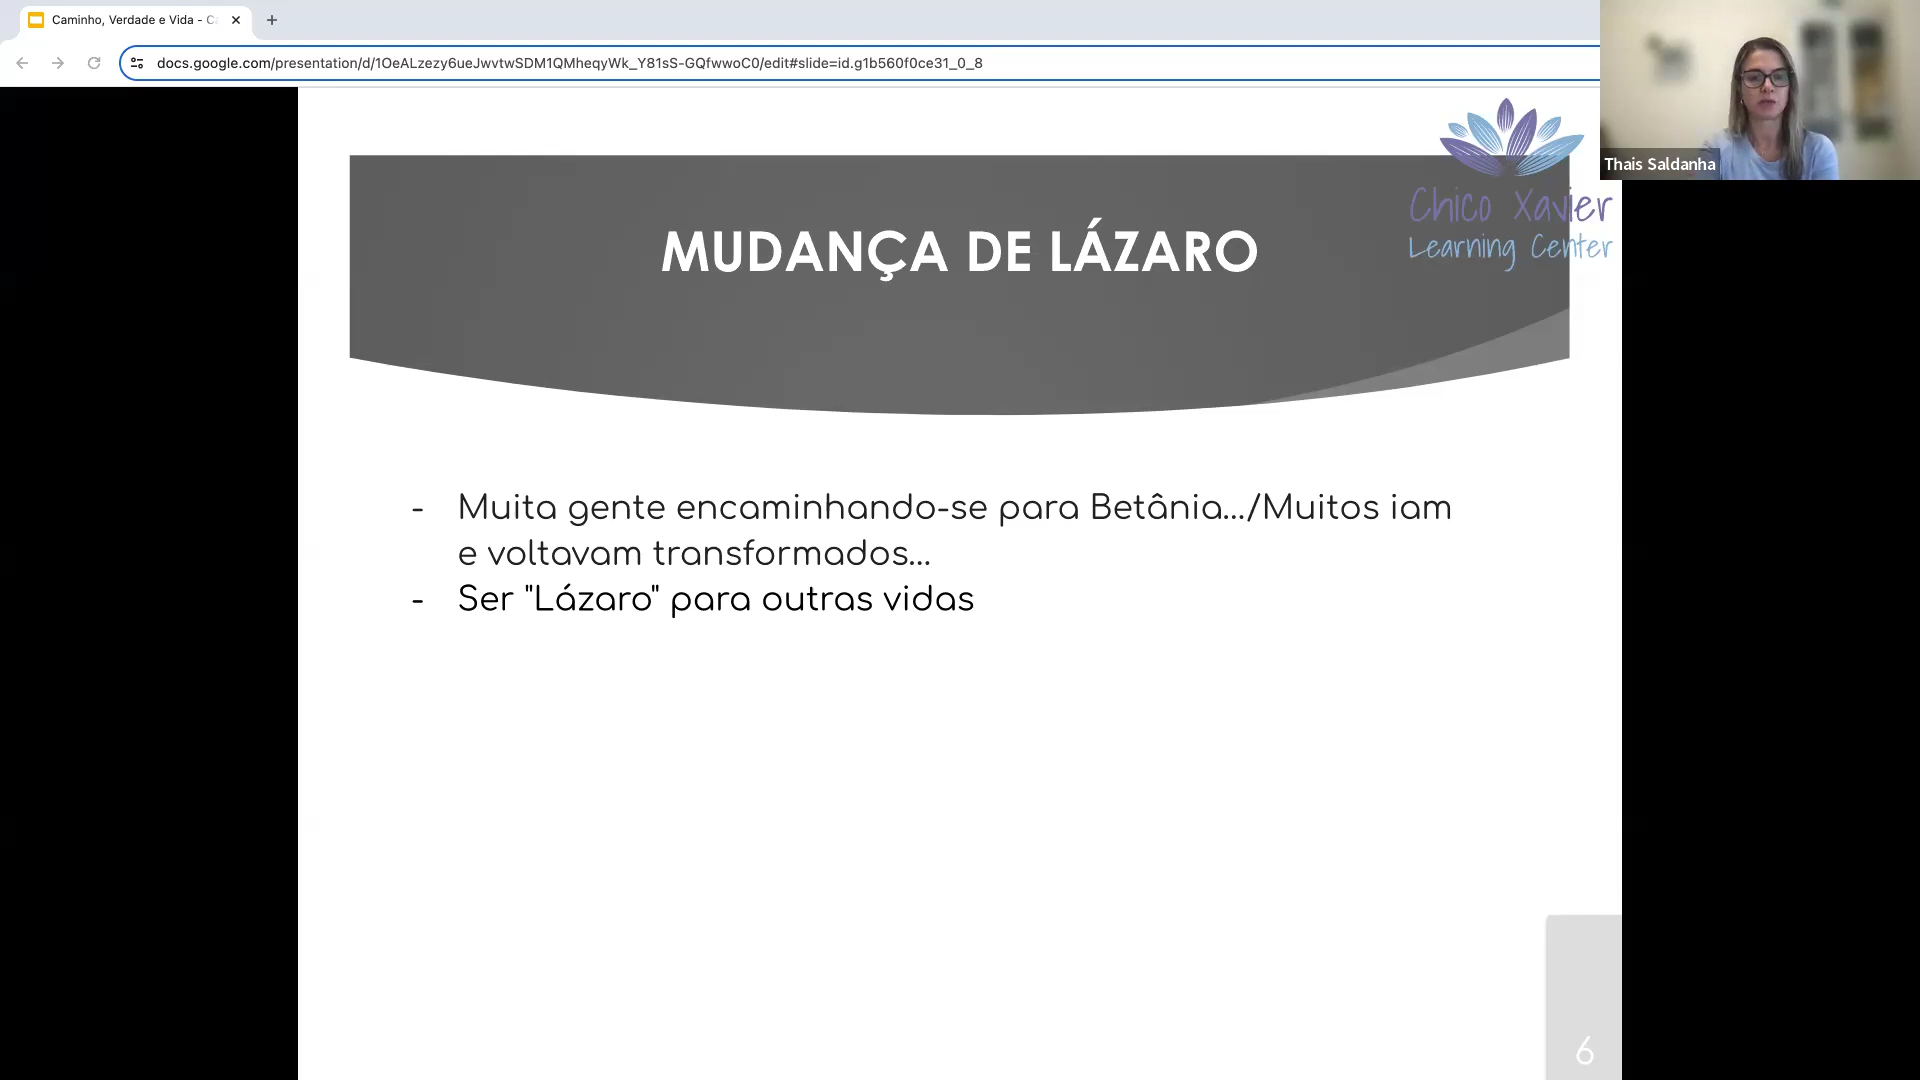 Caminho, Verdade e Vida - C
docs.google.com/presentation/d/1OeALzezy6ueJwvtwSDM1QMheqyWk_Y81sS-GQfwwoC0/edit#slide=id.g1b560f0ce31_0_8
Thais Saldanha
Chico Xavier
Learning Center
MUDANÇA DE LÁZARO
- Muita gente encaminhando-se para Betânia.../Muitos iam
e voltavam transformados...
- Ser "Lázaro" para outras vidas
6